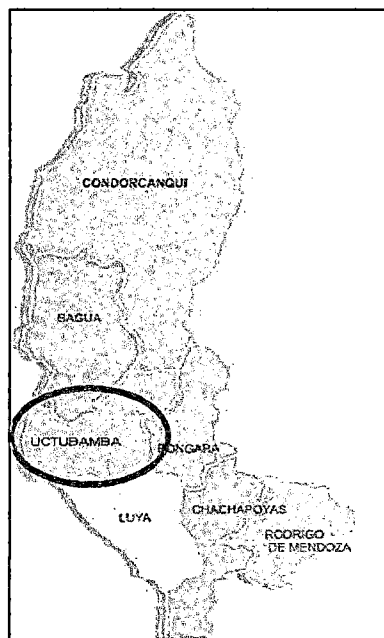 CONDORCANQUI
BAGUA
UCTUBAMBA
BONGARA
CHACHAPOYAS
LUYA
RODRIGO
DE MENDOZA